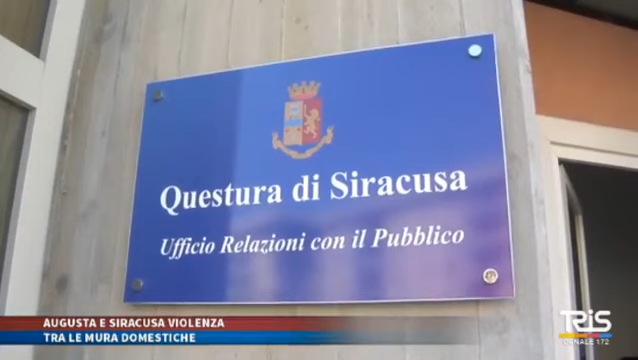 Questura di Siracusa
Ufficio Relazioni con il Pubblico
AUGUSTA E SIRACUSA VIOLENZA
TRA LE MURA DOMESTICHE
TRIS
CANALE 172